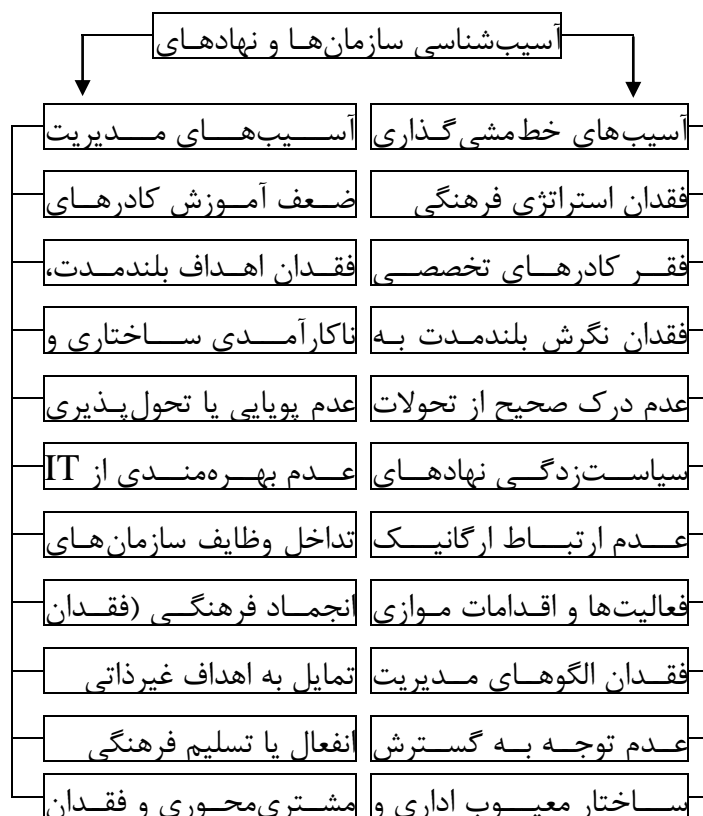 آسیب‌شناسی سازمان‌ها و نهادهای
آسیب‌های خط‌مشی‌گذاری
فقدان استراتژی فرهنگی
فقر کادرهای تخصصی
فقدان نگرش بلندمدت به
عدم درک صحیح از تحولات
سیاست‌زدگی نهادهای
عدم ارتباط ارگانیک
فعالیت‌ها و اقدامات موازی
فقدان الگوهای مدیریت
عدم توجه به گسترش
ساختار معیوب اداری و
آسیب‌های مدیریت
ضعف آموزش کادرهای
فقدان اهداف بلندمدت،
ناکارآمدی ساختاری و
عدم پویایی یا تحول‌پذیری
عدم بهره‌مندی از IT
تداخل وظایف سازمان‌های
انجماد فرهنگی (فقدان
تمایل به اهداف غیرذاتی
انفعال یا تسلیم فرهنگی
مشتری‌محوری و فقدان